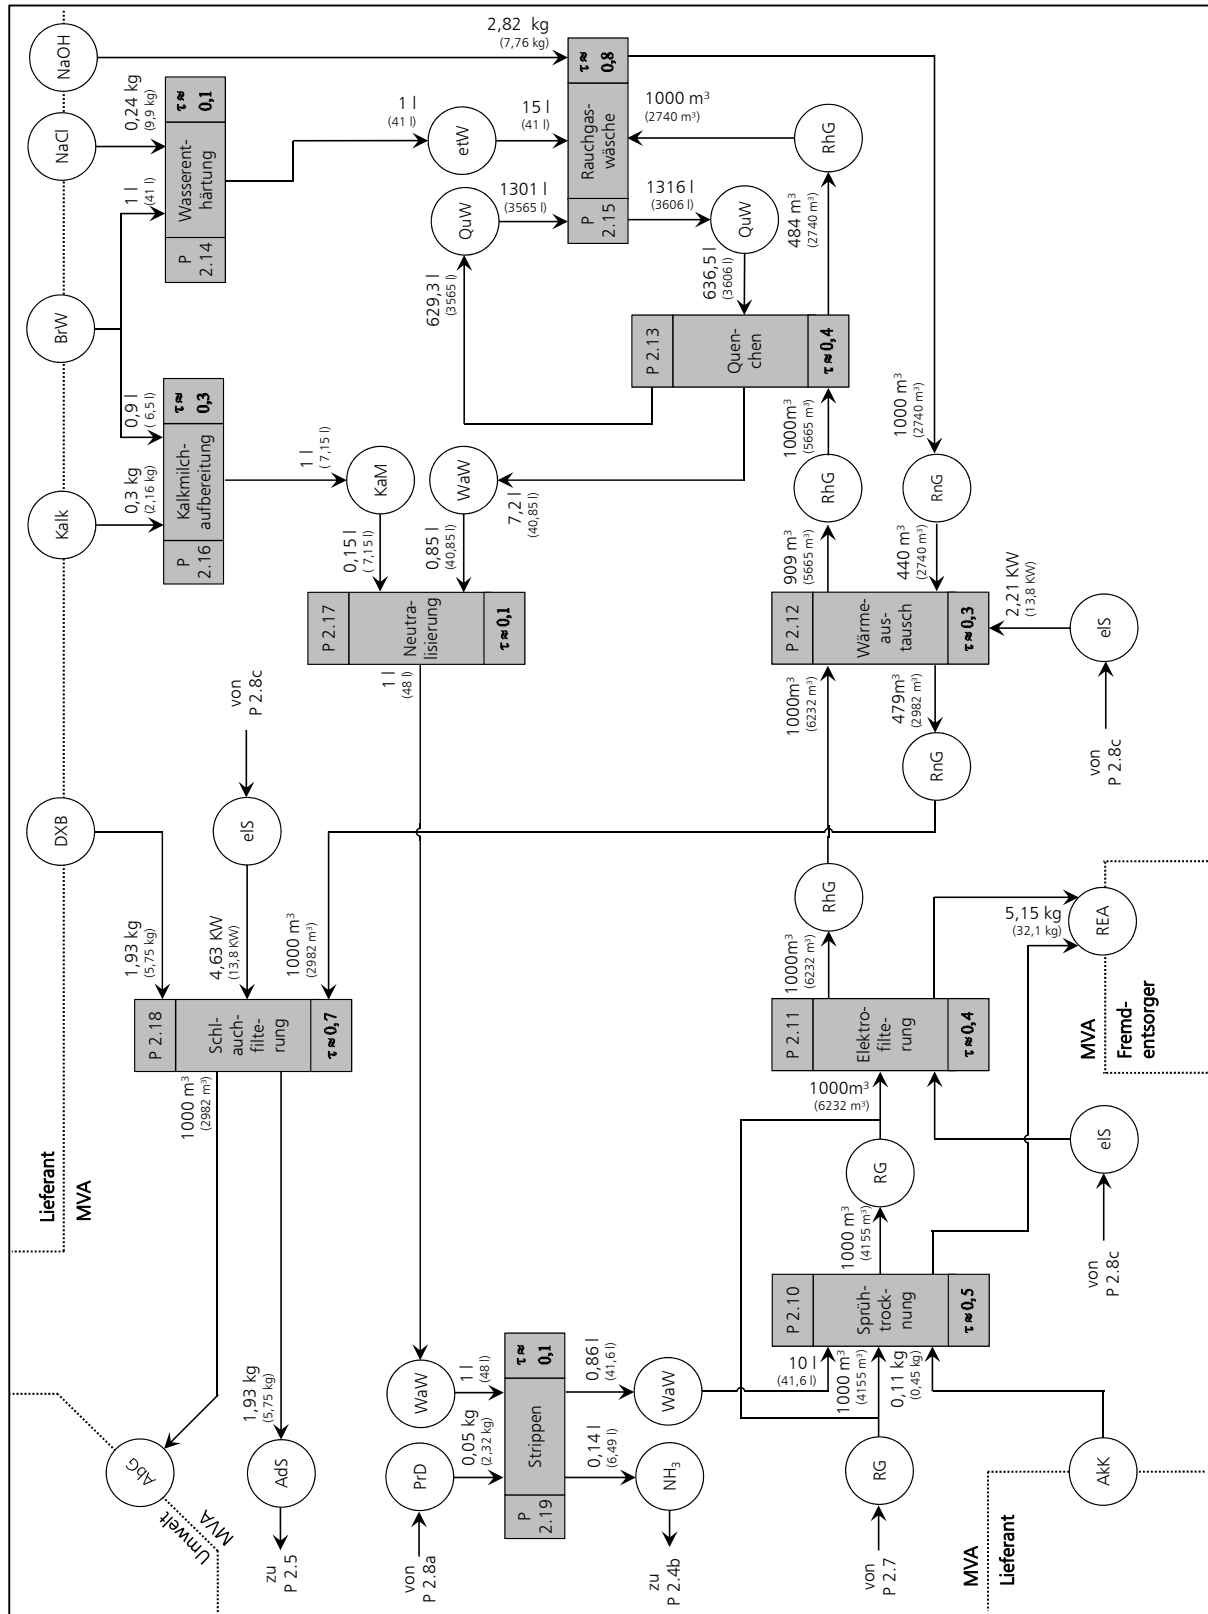 Lieferant
MVA
DXB
Kalk
BrW
NaCl
NaOH
1,93 kg
(5,75 kg)
von
P 2.8c
elS
4,63 KW
(13,8 KW)
1000 m³
(2982 m³)
P 2.18
Schl-
auch-
filte-
rung
τ ≈ 0,7
1000 m³
(2982 m³)
1,93 kg
(5,75 kg)
AbG
Umwelt
MVA
AdS
zu
P 2.5
0,3 kg
(2,16 kg)
0,9 l
( 6,5 l)
P
2.16
Kalkmilch-
aufbereitung
τ ≈
0,3
1 l
( 7,15 l)
KaM
0,15 l
( 7,15 l)
1 l
(41 l)
0,24 kg
(9,9 kg)
P
2.14
Wasserent-
härtung
τ ≈
0,1
1 l
(41 l)
etW
15 l
(41 l)
2,82 kg
(7,76 kg)
P
2.15
Rauchgas-
wäsche
τ ≈
0,8
QuW
1301 l
(3565 l)
629,3 l
(3565 l)
1316 l
(3606 l)
QuW
636,5 l
(3606 l)
1000 m³
(2740 m³)
RhG
484 m³
(2740 m³)
P 2.13
Quen-
chen
τ ≈ 0,4
WaW
7,2 l
(40,85 l)
0,85 l
(40,85 l)
P 2.17
Neutra-
lisierung
τ ≈ 0,1
1 l
(48 l)
1000m³
(5665 m³)
RhG
909 m³
(5665 m³)
1000 m³
(2740 m³)
RnG
440 m³
(2740 m³)
P 2.12
Wärme-
aus-
tausch
τ ≈ 0,3
2,21 KW
(13,8 KW)
elS
von
P 2.8c
479m³
(2982 m³)
RnG
1000m³
(6232 m³)
RhG
1000m³
(6232 m³)
P 2.11
Elektro-
filte-
rung
τ ≈ 0,4
5,15 kg
(32,1 kg)
REA
MVA
Fremd-
entsorger
1000m³
(6232 m³)
elS
von
P 2.8c
RG
1000 m³
(4155 m³)
P 2.10
Sprüh-
trock-
nung
τ ≈ 0,5
10 l
(41,6 l)
1000 m³
(4155 m³)
0,11 kg
(0,45 kg)
WaW
1 l
(48 l)
PrD
von
P 2.8a
0,05 kg
(2,32 kg)
P
2.19
Strippen
τ ≈
0,1
0,86 l
(41,6 l)
WaW
0,14 l
(6,49 l)
NH₃
zu
P 2.4b
RG
von
P 2.7
AkK
MVA
Lieferant